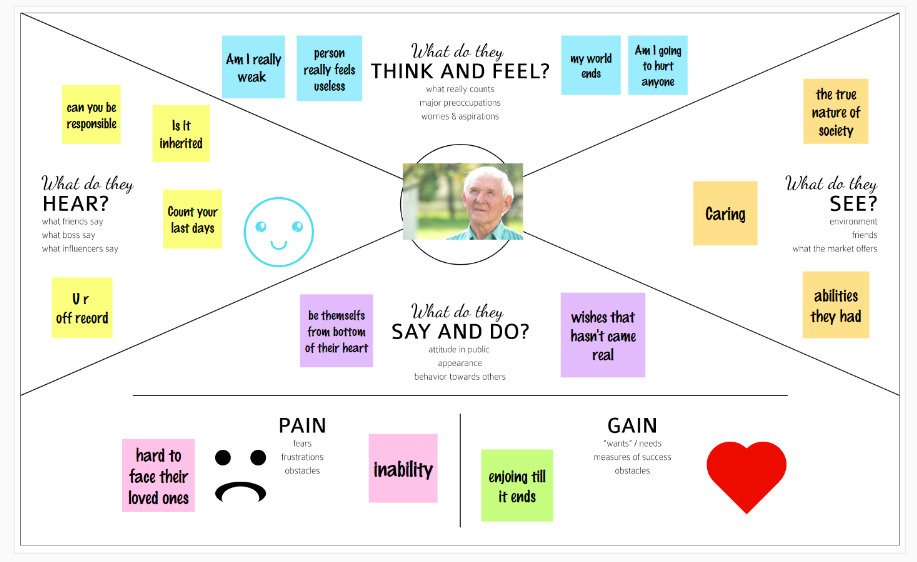 What do they
THINK AND FEEL?
what really counts
major preoccupations
worries & aspirations
Am I really
weak
person
really feels
useless
my world
ends
Am I going
to hurt
anyone
What do they
HEAR?
what friends say
what boss say
what influencers say
can you be
responsible
Is it
inherited
Count your
last days
U r
off record
What do they
SEE?
environment
friends
what the market offers
the true
nature of
society
Caring
abilities
they had
What do they
SAY AND DO?
attitude in public
appearance
behavior towards others
be themselfs
from bottom
of their heart
wishes that
hasn't came
real
PAIN
fears
frustrations
obstacles
hard to
face their
loved ones
inability
GAIN
"wants" / needs
measures of success
obstacles
enjoing till
it ends